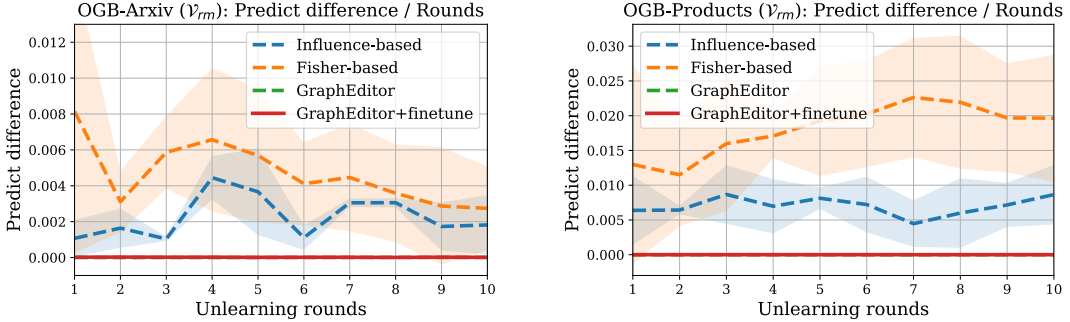 OGB-Arxiv (𝒱rm): Predict difference / Rounds
Predict difference
0.012
0.010
0.008
0.006
0.004
0.002
0.000
Influence-based
Fisher-based
GraphEditor
GraphEditor+finetune
1 2 3 4 5 6 7 8 9 10
Unlearning rounds
OGB-Products (𝒱rm): Predict difference / Rounds
Predict difference
0.030
0.025
0.020
0.015
0.010
0.005
0.000
Influence-based
Fisher-based
GraphEditor
GraphEditor+finetune
1 2 3 4 5 6 7 8 9 10
Unlearning rounds